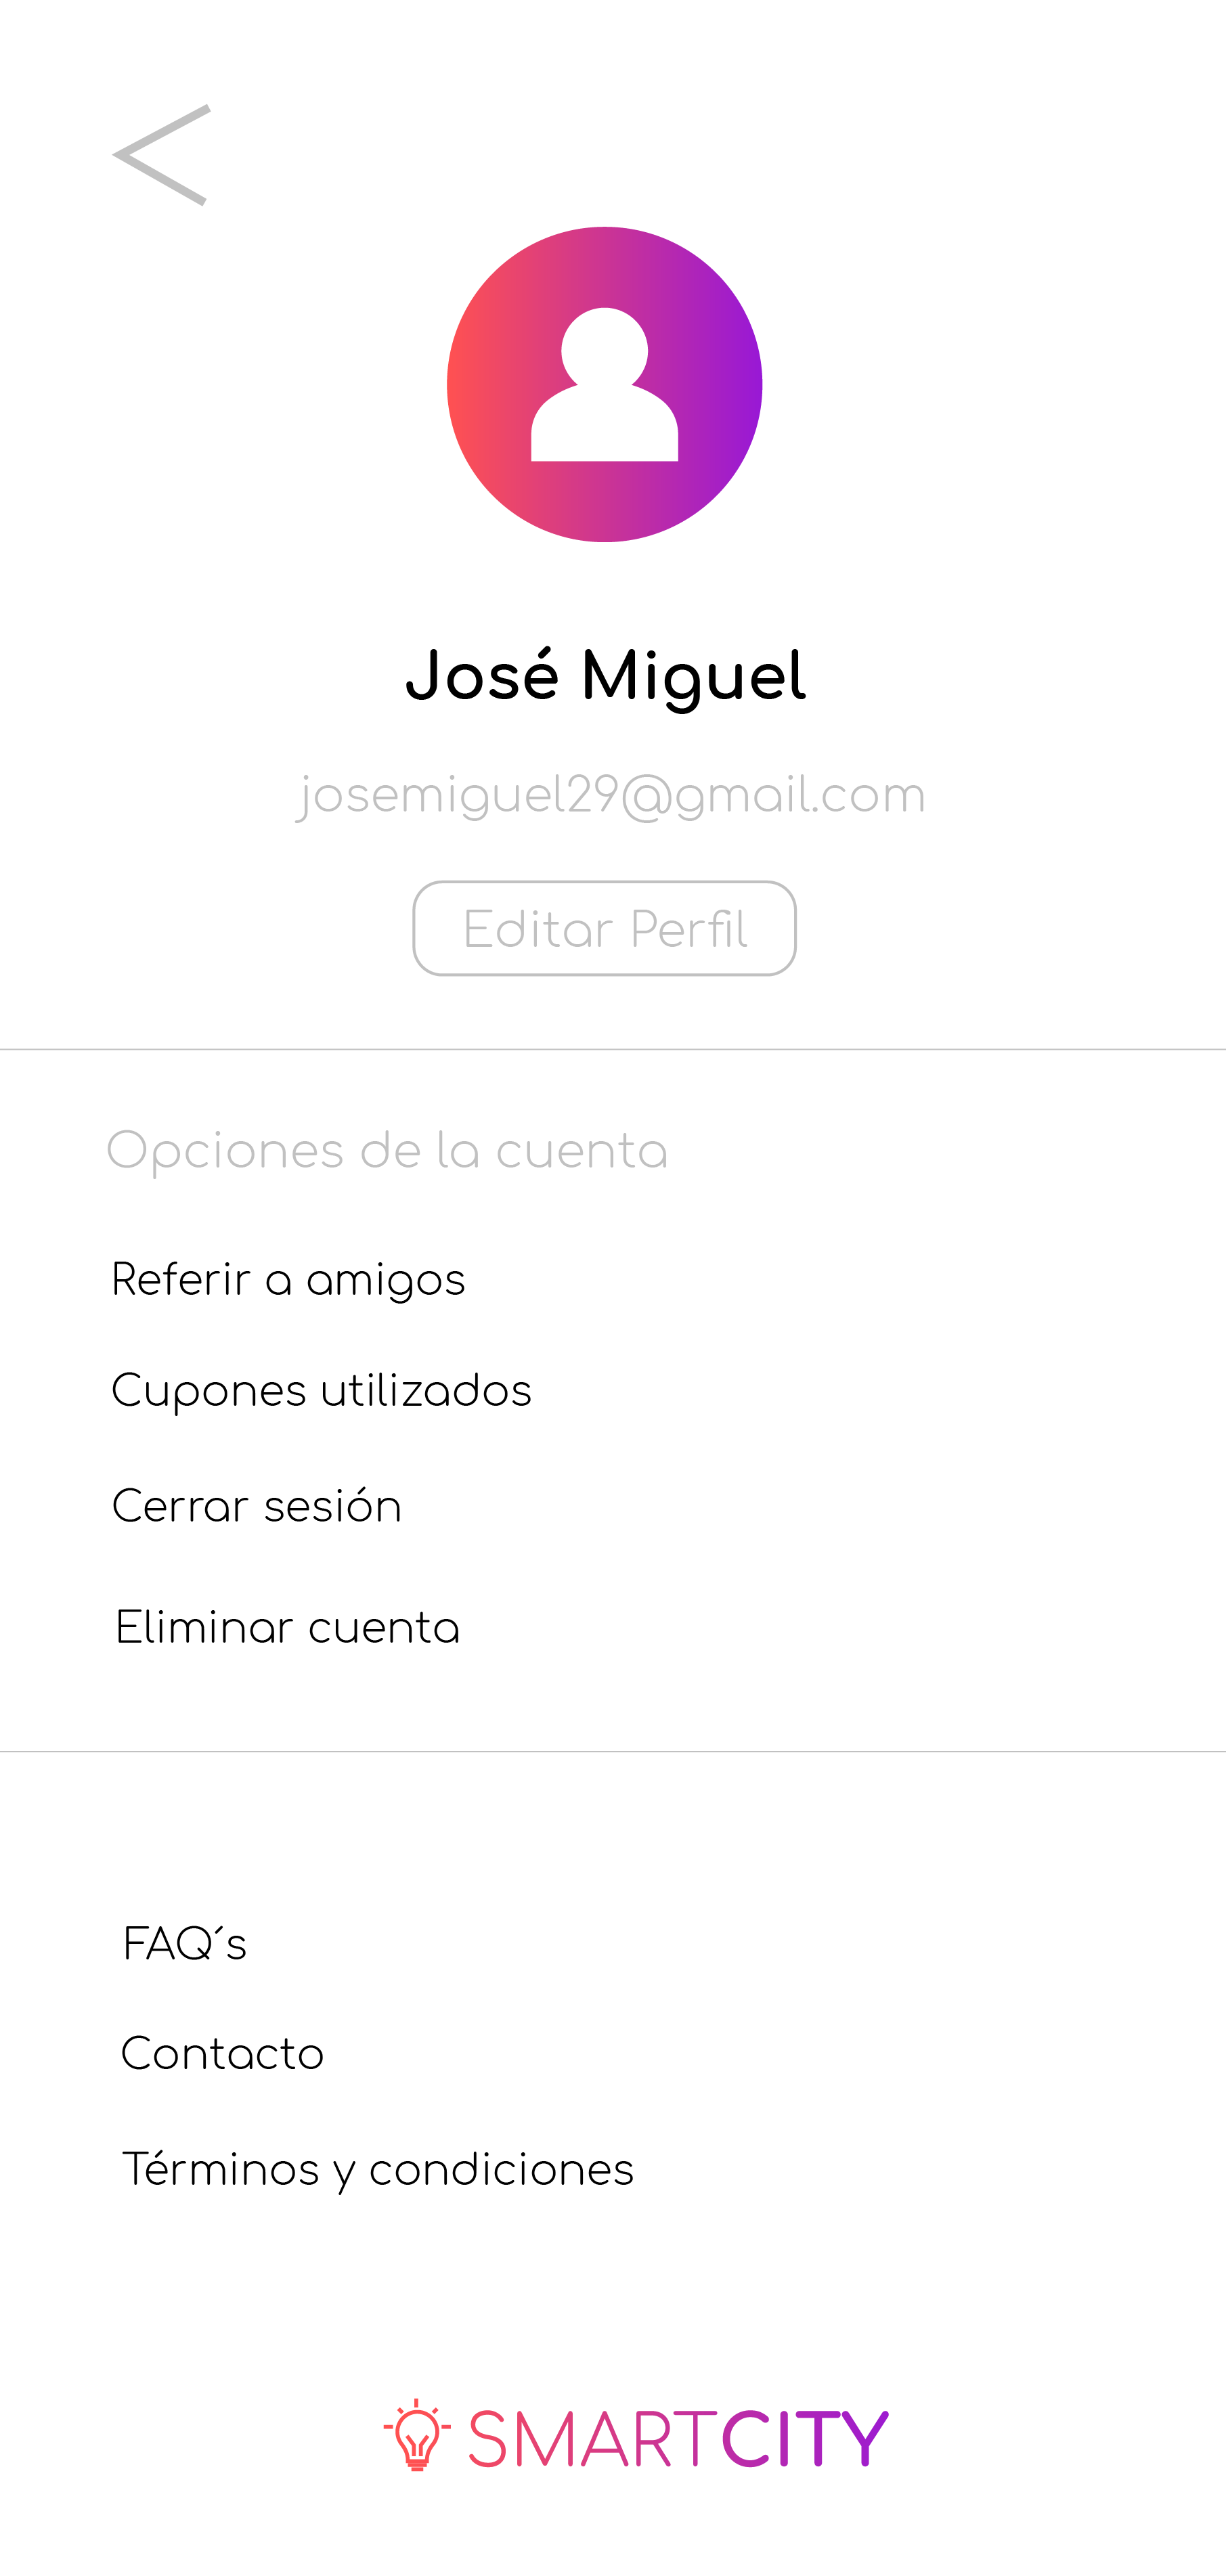 José Miguel
josemiguel29@gmail.com
Editar Perfil
Opciones de la cuenta
Referir a amigos
Cupones utilizados
Cerrar sesión
Eliminar cuenta
FAQ´s
Contacto
Términos y condiciones
SMARTCITY